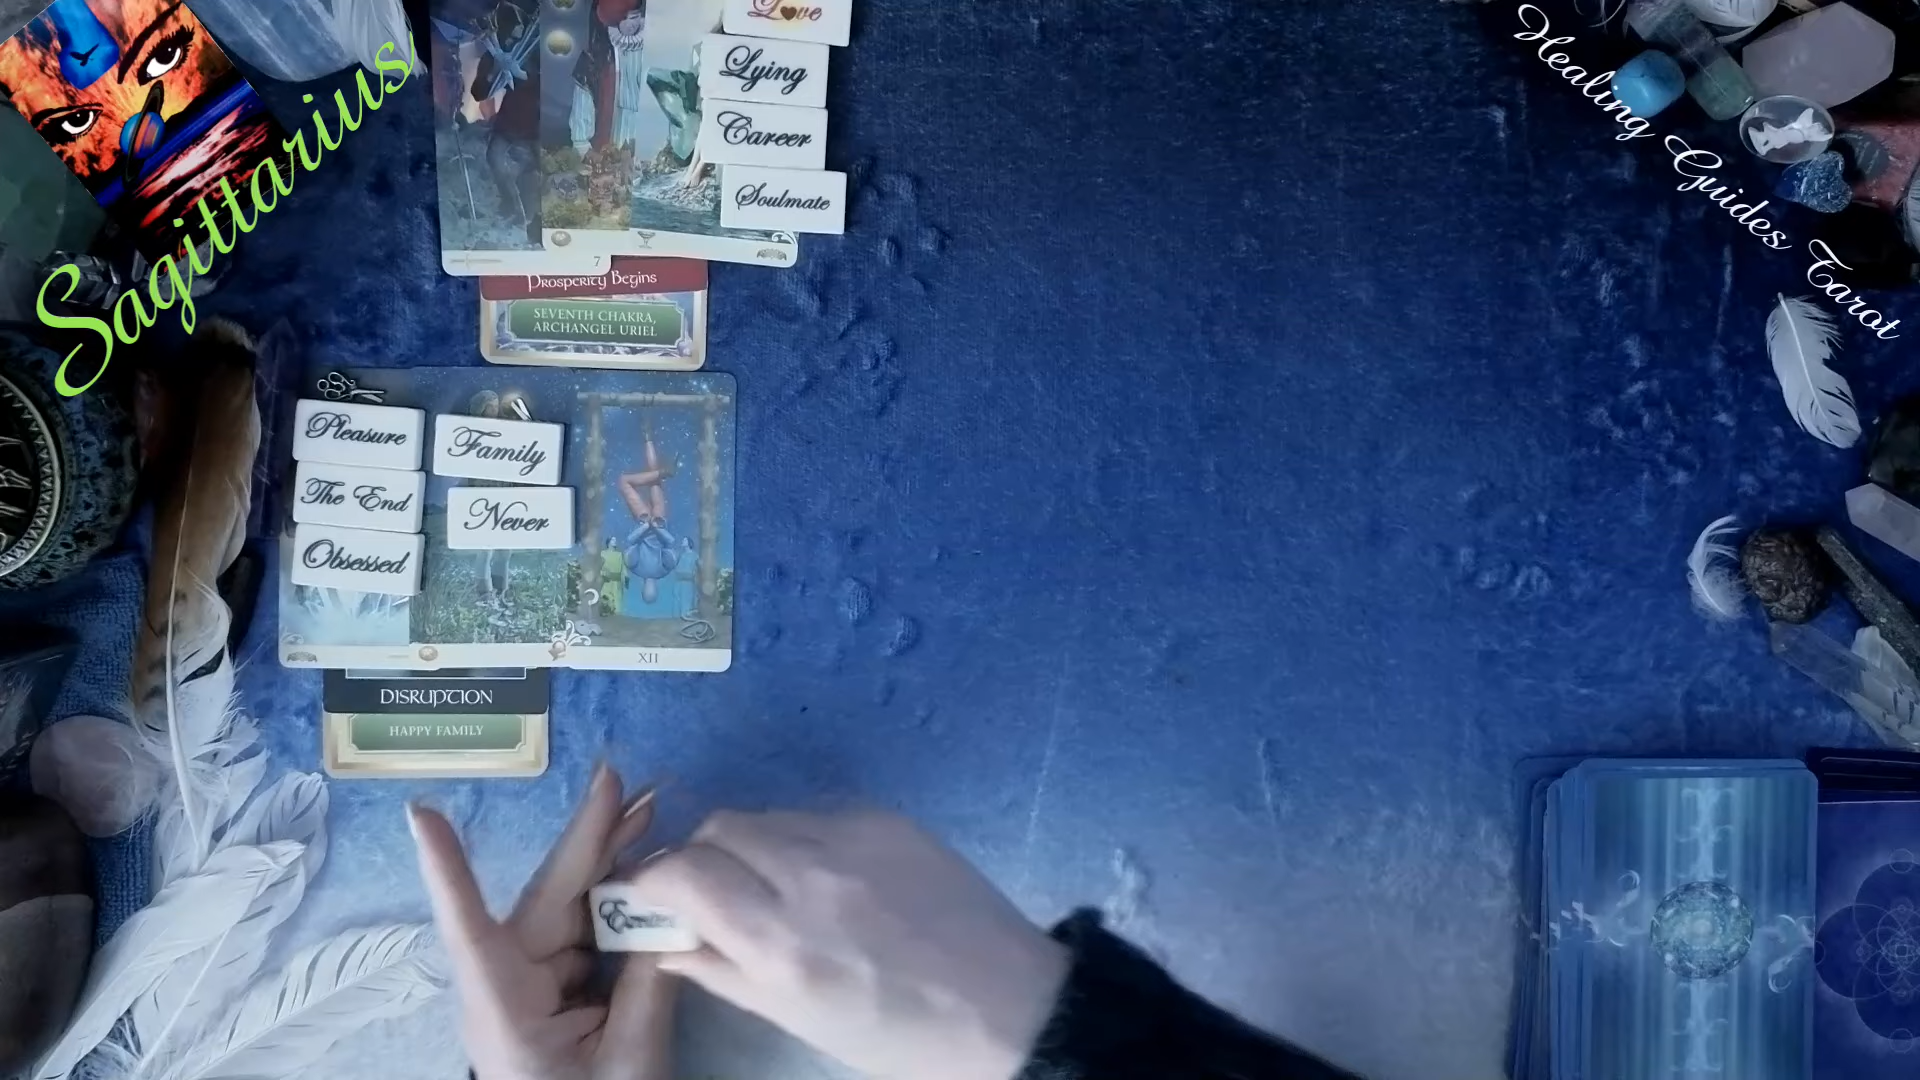 Sagittarius
Healing Guides Tarot
Love
Lying
Career
Soulmate
7
Prosperity Begins
SEVENTH CHAKRA,
ARCHANGEL URIEL
Pleasure
The End
Obsessed
Family
Never
XII
DISRUPTION
HAPPY FAMILY